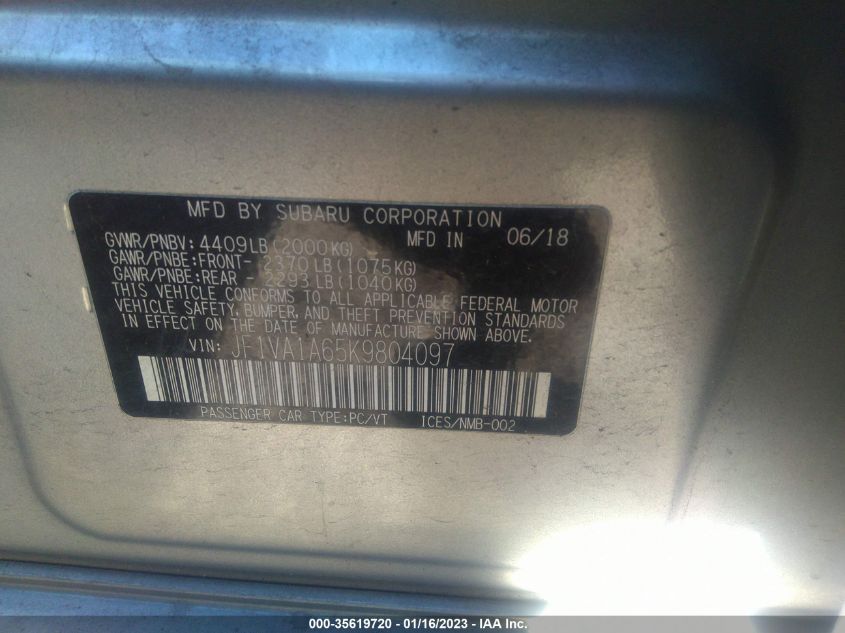 MFD BY SUBARU CORPORATION
GVWR/PNBV: 4409LB(2000KG) MFD IN 06/18
GAWR/PNBE:FRONT- 2370 LB(1075KG)
GAWR/PNBE:REAR - 2293 LB(1040KG)
THIS VEHICLE CONFORMS TO ALL APPLICABLE FEDERAL MOTOR
VEHICLE SAFETY, BUMPER, AND THEFT PREVENTION STANDARDS
IN EFFECT ON THE DATE OF MANUFACTURE SHOWN ABOVE.
VIN: JF1VA1A65K9804097
PASSENGER CAR TYPE:PC/VT ICES/NMB-002
000-35619720 - 01/16/2023 - IAA Inc.